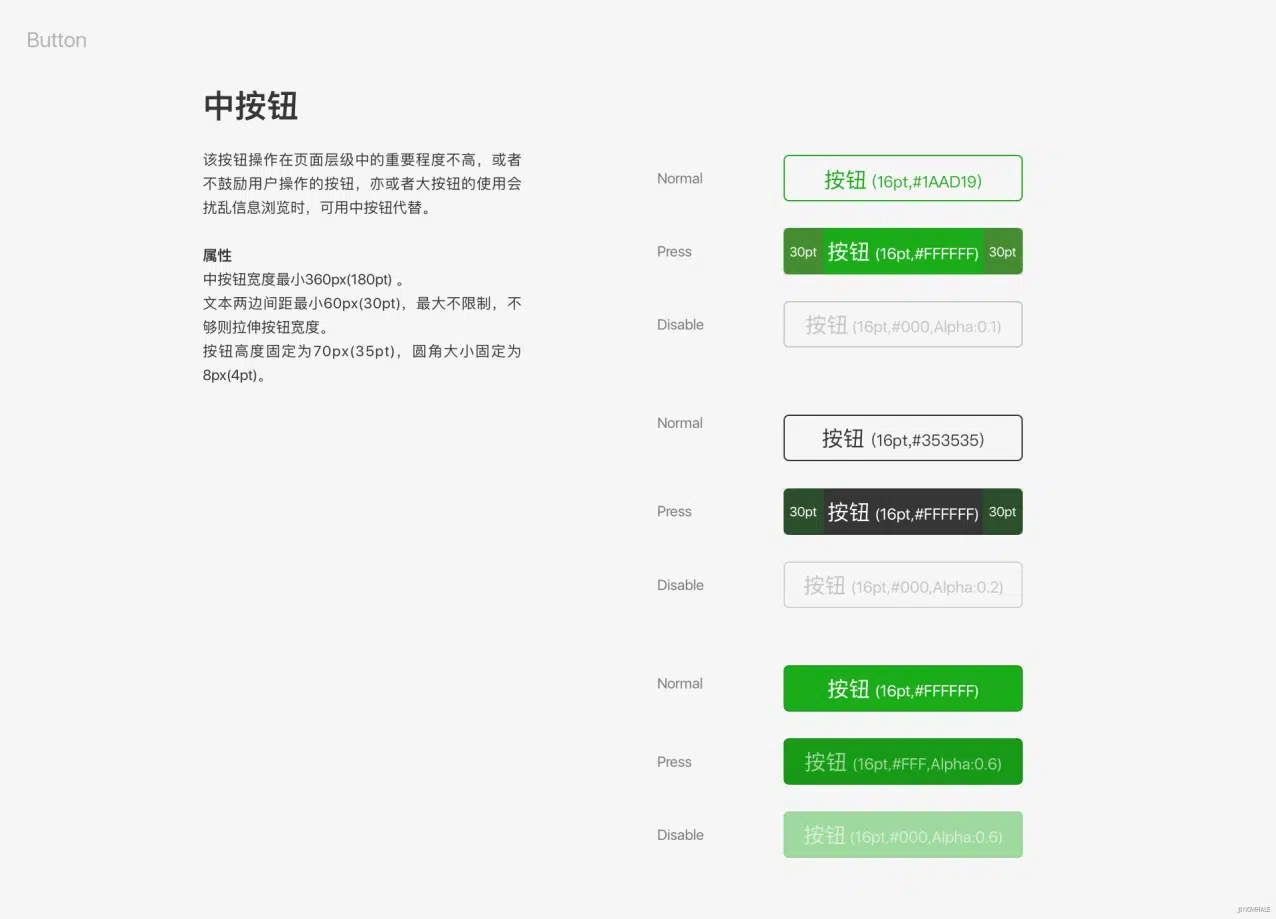 Button
中按钮
该按钮操作在页面层级中的重要程度不高，或者
不鼓励用户操作的按钮，亦或者大按钮的使用会
扰乱信息浏览时，可用中按钮代替。
属性
中按钮宽度最小360px(180pt) 。
文本两边间距最小60px(30pt)，最大不限制，不
够则拉伸按钮宽度。
按钮高度固定为70px(35pt)，圆角大小固定为
8px(4pt)。
Normal
按钮 (16pt,#1AAD19)
Press
30pt 按钮 (16pt,#FFFFFF) 30pt
Disable
按钮 (16pt,#000,Alpha:0.1)
Normal
按钮 (16pt,#353535)
Press
30pt 按钮 (16pt,#FFFFFF) 30pt
Disable
按钮 (16pt,#000,Alpha:0.2)
Normal
按钮 (16pt,#FFFFFF)
Press
按钮 (16pt,#FFF,Alpha:0.6)
Disable
按钮 (16pt,#000,Alpha:0.6)